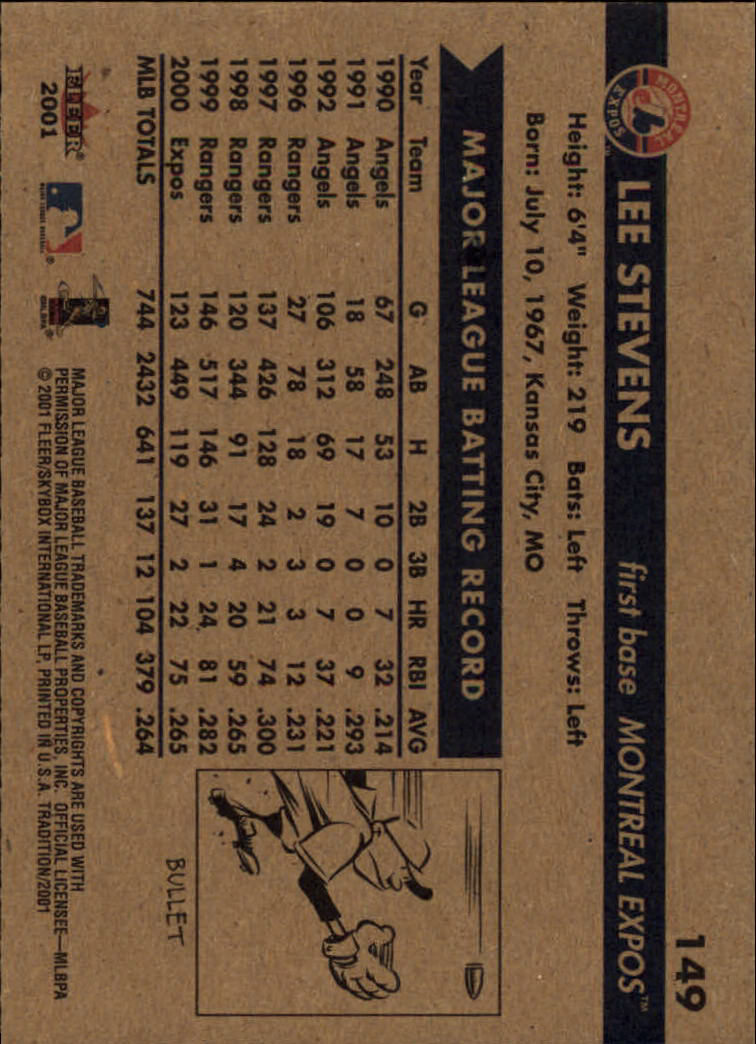 149
LEE STEVENS first base MONTREAL EXPOS™
MONTREAL EXPOS
Height: 6'4" Weight: 219 Bats: Left Throws: Left
Born: July 10, 1967, Kansas City, MO
MAJOR LEAGUE BATTING RECORD
Year Team G AB H 2B 3B HR RBI AVG
1990 Angels 67 248 53 10 0 7 32 .214
1991 Angels 18 58 17 7 0 0 9 .293
1992 Angels 106 312 69 19 0 7 37 .221
1996 Rangers 27 78 18 2 3 3 12 .231
1997 Rangers 137 426 128 24 2 21 74 .300
1998 Rangers 120 344 91 17 4 20 59 .265
1999 Rangers 146 517 146 31 1 24 81 .282
2000 Expos 123 449 119 27 2 22 75 .265
MLB TOTALS 744 2432 641 137 12 104 379 .264
BULLET
FLEER®
2001
MAJOR LEAGUE BASEBALL TRADEMARKS AND COPYRIGHTS ARE USED WITH
PERMISSION OF MAJOR LEAGUE BASEBALL PROPERTIES, INC. OFFICIAL LICENSEE—MLBPA
© 2001 FLEER/SKYBOX INTERNATIONAL LP, PRINTED IN U.S.A. TRADITION/2001